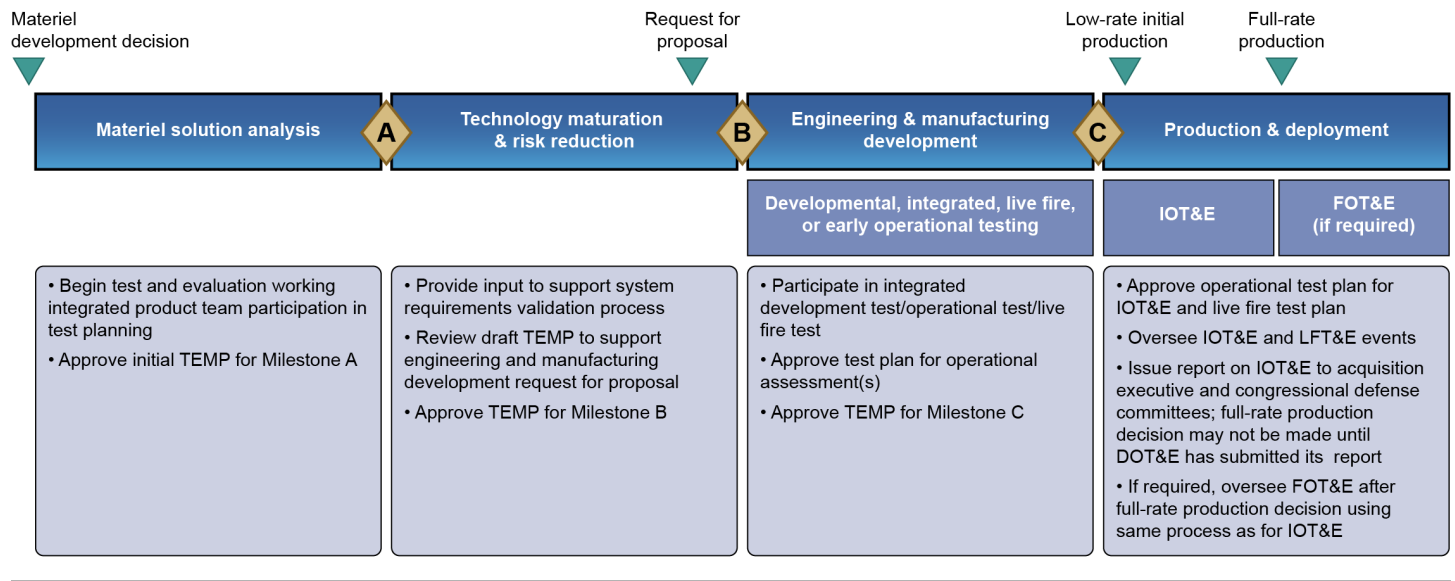 Materiel
development decision
Request for
proposal
Low-rate initial
production
Full-rate
production
Materiel solution analysis
A
Technology maturation
& risk reduction
B
Engineering & manufacturing
development
C
Production & deployment
Developmental, integrated, live fire,
or early operational testing
IOT&E
FOT&E
(if required)
• Begin test and evaluation working
integrated product team participation in
test planning
• Approve initial TEMP for Milestone A
• Provide input to support system
requirements validation process
• Review draft TEMP to support
engineering and manufacturing
development request for proposal
• Approve TEMP for Milestone B
• Participate in integrated
development test/operational test/live
fire test
• Approve test plan for operational
assessment(s)
• Approve TEMP for Milestone C
• Approve operational test plan for
IOT&E and live fire test plan
• Oversee IOT&E and LFT&E events
• Issue report on IOT&E to acquisition
executive and congressional defense
committees; full-rate production
decision may not be made until
DOT&E has submitted its report
• If required, oversee FOT&E after
full-rate production decision using
same process as for IOT&E